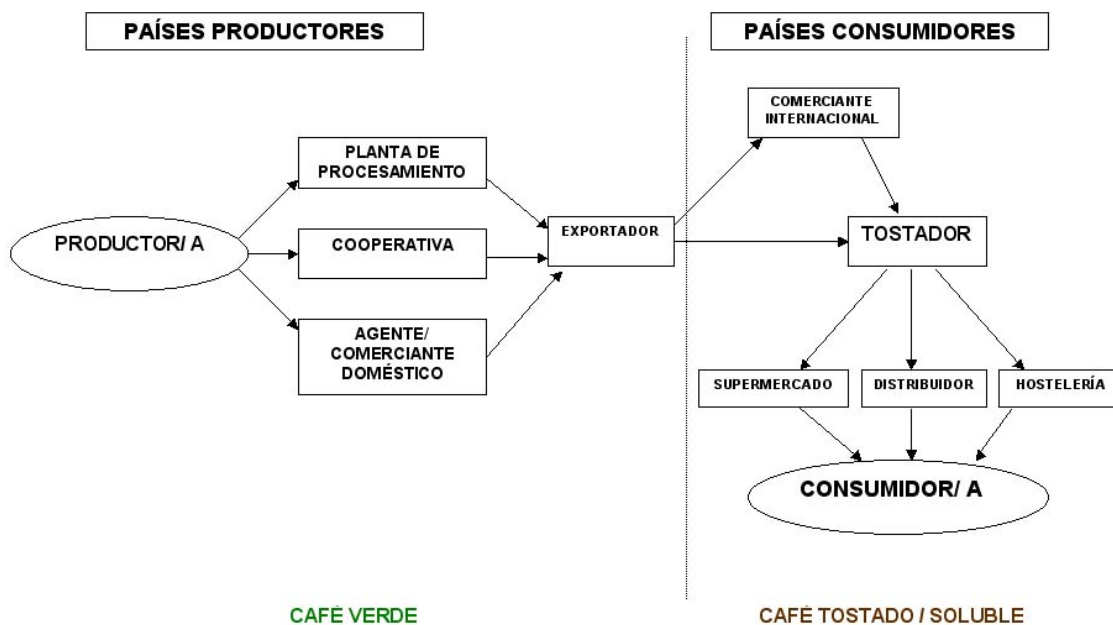 PAÍSES PRODUCTORES
PAÍSES CONSUMIDORES
COMERCIANTE
INTERNACIONAL
PLANTA DE
PROCESAMIENTO
PRODUCTOR/ A
COOPERATIVA
EXPORTADOR
TOSTADOR
AGENTE/
COMERCIANTE
DOMÉSTICO
SUPERMERCADO
DISTRIBUIDOR
HOSTELERÍA
CONSUMIDOR/ A
CAFÉ VERDE
CAFÉ TOSTADO / SOLUBLE